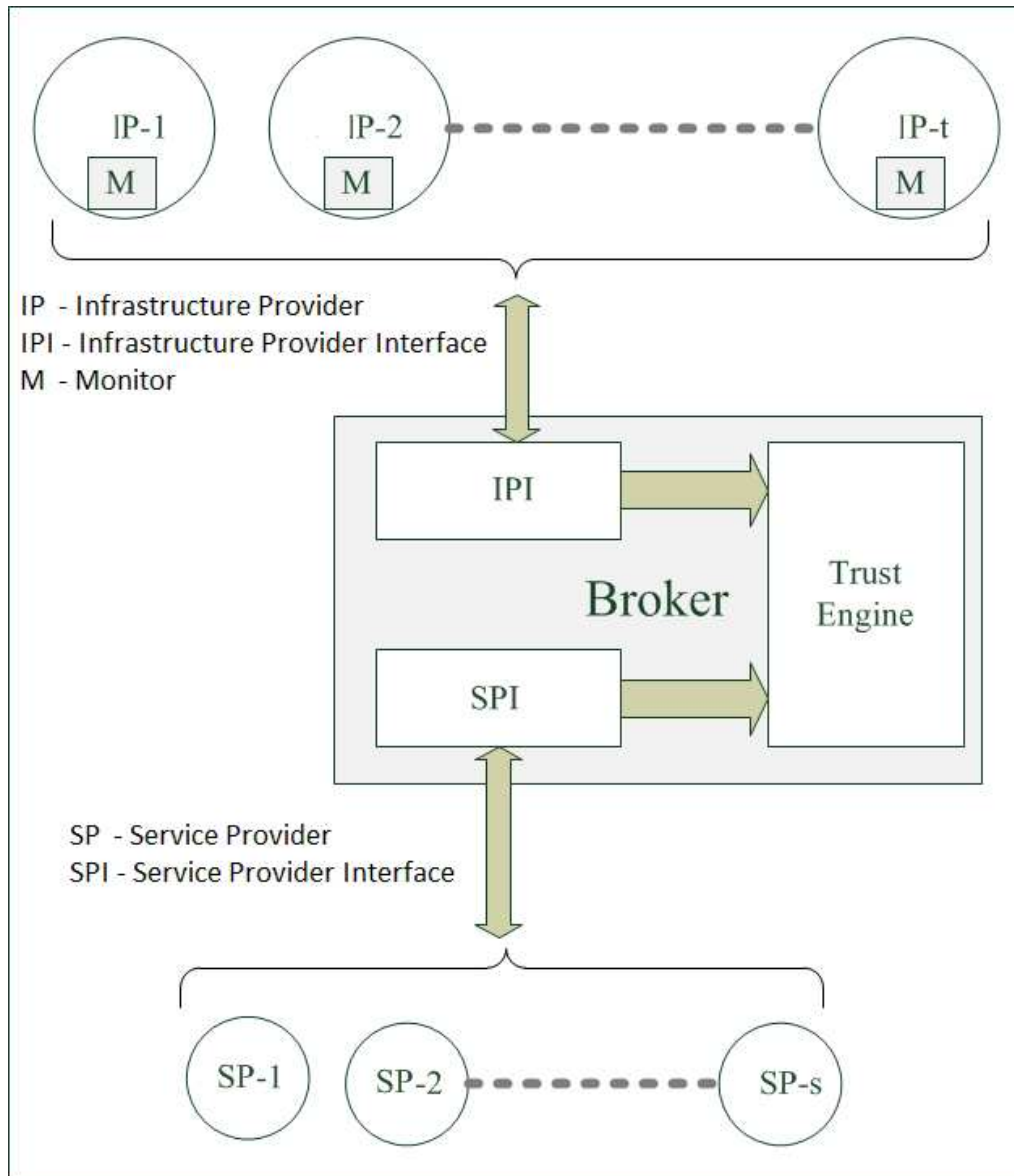 IP-1
IP-2
IP-t
M
M
M
IP - Infrastructure Provider
IPI - Infrastructure Provider Interface
M - Monitor
IPI
Trust
Engine
Broker
SPI
SP - Service Provider
SPI - Service Provider Interface
SP-1
SP-2
SP-s